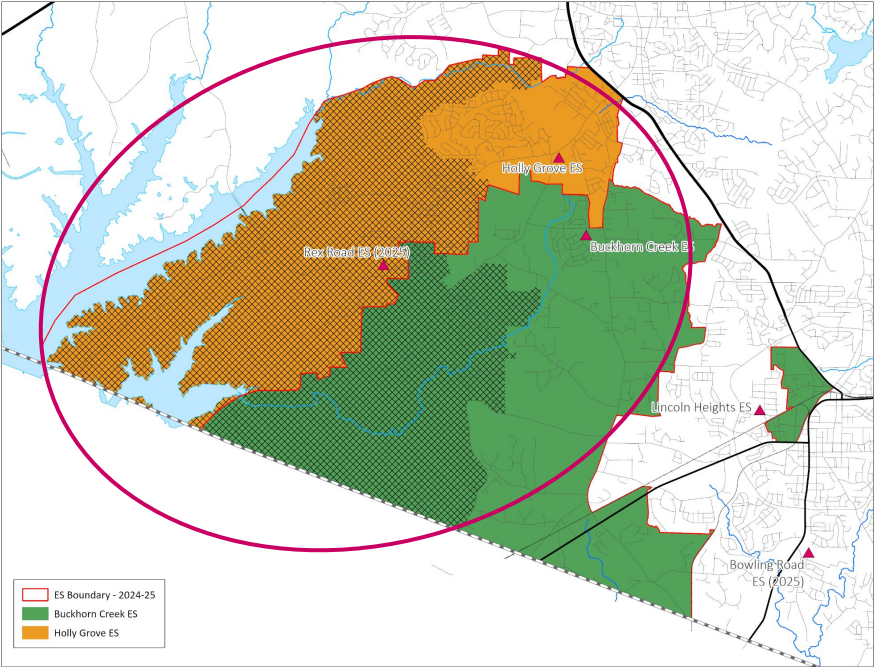 Holly Grove ES
Buckhorn Creek ES
Rex Road ES (2025)
Lincoln Heights ES
Bowling Road
ES (2025)
ES Boundary - 2024-25
Buckhorn Creek ES
Holly Grove ES